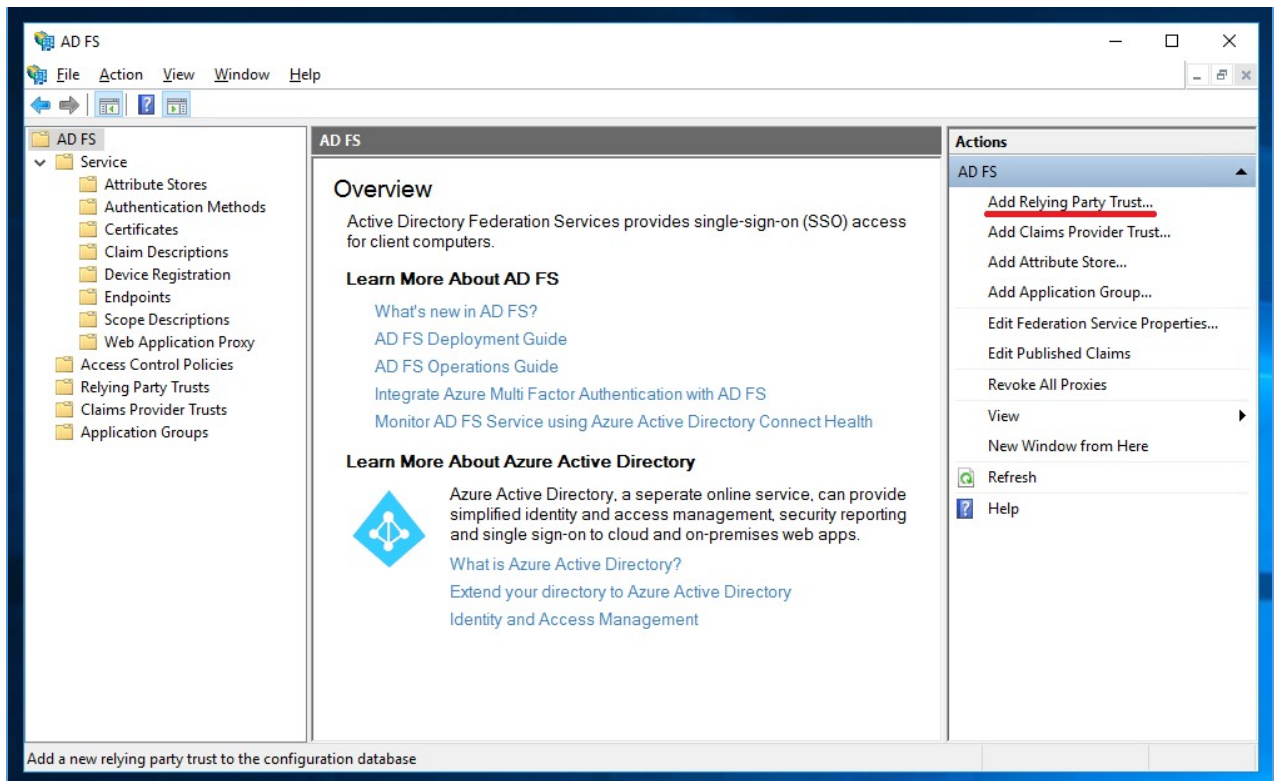 AD FS
File Action View Window Help
AD FS
Service
Attribute Stores
Authentication Methods
Certificates
Claim Descriptions
Device Registration
Endpoints
Scope Descriptions
Web Application Proxy
Access Control Policies
Relying Party Trusts
Claims Provider Trusts
Application Groups
AD FS
Overview
Active Directory Federation Services provides single-sign-on (SSO) access
for client computers.
Learn More About AD FS
What's new in AD FS?
AD FS Deployment Guide
AD FS Operations Guide
Integrate Azure Multi Factor Authentication with AD FS
Monitor AD FS Service using Azure Active Directory Connect Health
Learn More About Azure Active Directory
Azure Active Directory, a seperate online service, can provide
simplified identity and access management, security reporting
and single sign-on to cloud and on-premises web apps.
What is Azure Active Directory?
Extend your directory to Azure Active Directory
Identity and Access Management
Actions
AD FS
Add Relying Party Trust...
Add Claims Provider Trust...
Add Attribute Store...
Add Application Group...
Edit Federation Service Properties...
Edit Published Claims
Revoke All Proxies
View
New Window from Here
Refresh
Help
Add a new relying party trust to the configuration database